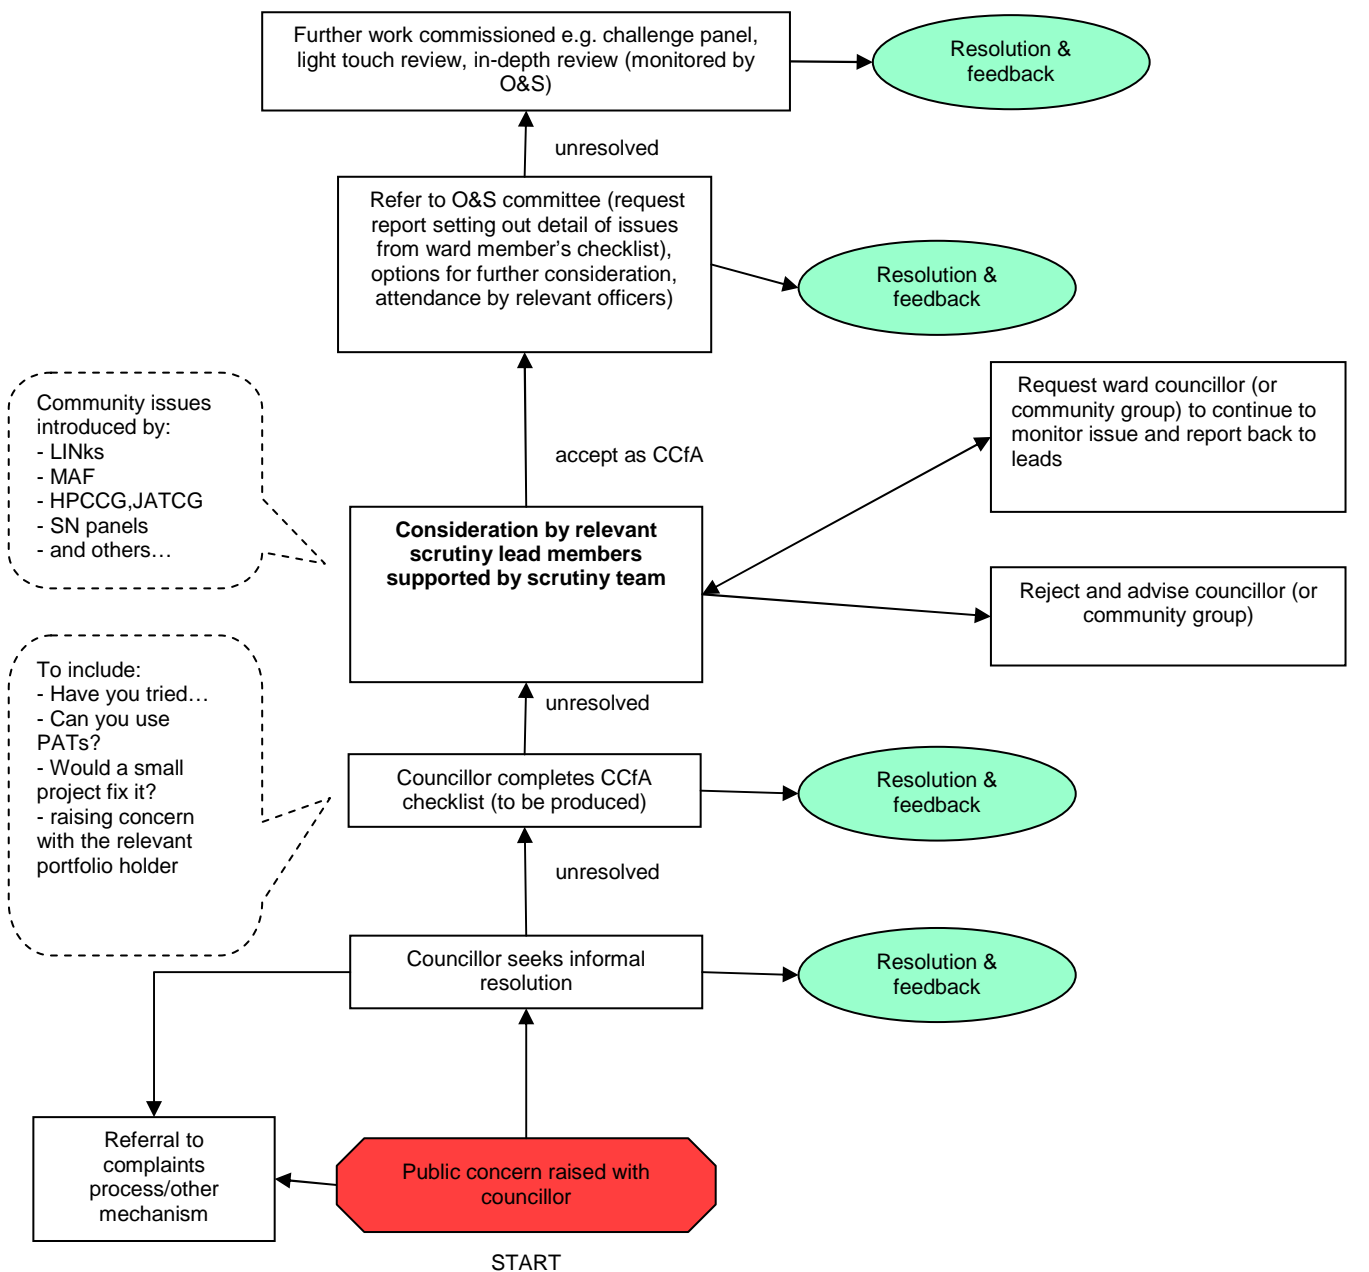 Further work commissioned e.g. challenge panel,
light touch review, in-depth review (monitored by
O&S)
Resolution &
feedback
unresolved
Refer to O&S committee (request
report setting out detail of issues
from ward member’s checklist),
options for further consideration,
attendance by relevant officers)
Resolution &
feedback
Community issues
introduced by:
- LINks
- MAF
- HPCCG,JATCG
- SN panels
- and others…
accept as CCfA
Request ward councillor (or
community group) to continue to
monitor issue and report back to
leads
Consideration by relevant
scrutiny lead members
supported by scrutiny team
Reject and advise councillor (or
community group)
To include:
- Have you tried…
- Can you use
PATs?
- Would a small
project fix it?
- raising concern
with the relevant
portfolio holder
unresolved
Councillor completes CCfA
checklist (to be produced)
Resolution &
feedback
unresolved
Councillor seeks informal
resolution
Resolution &
feedback
Referral to
complaints
process/other
mechanism
Public concern raised with
councillor
START